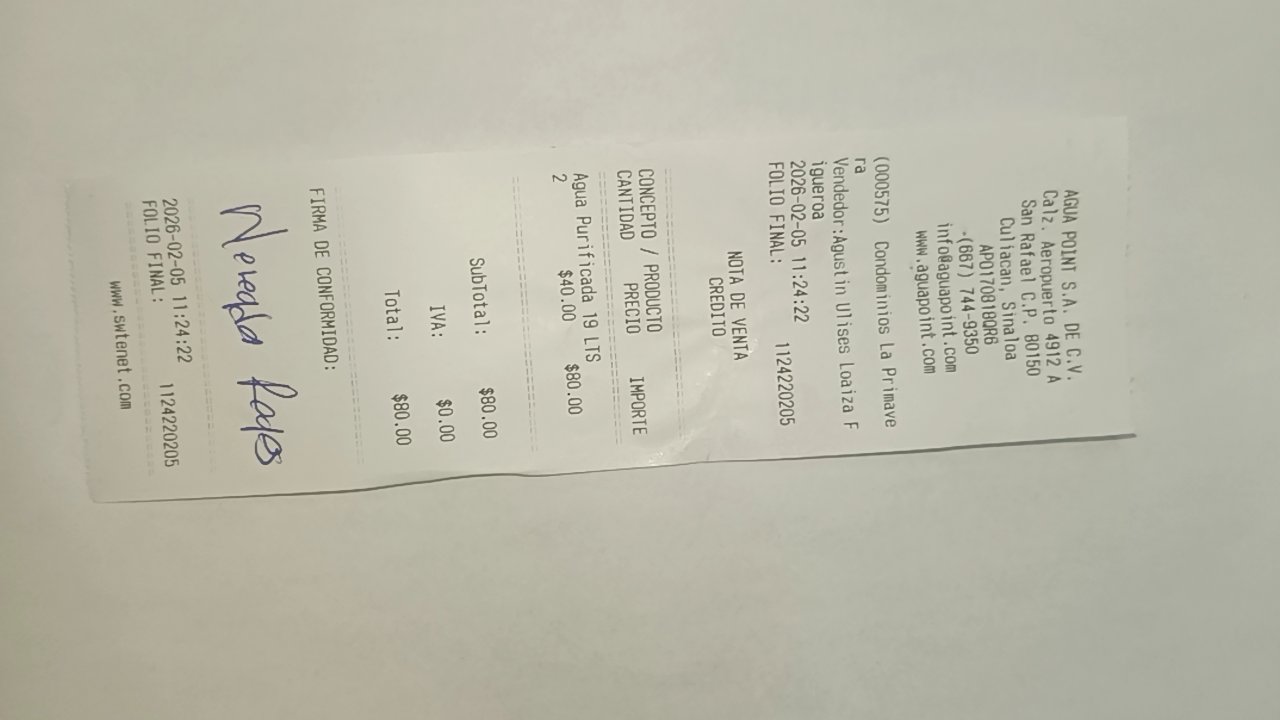 AGUA POINT S.A. DE C.V.
Calz. Aeropuerto 4912 A
San Rafael C.P. 80150
Culiacan, Sinaloa
APO170818QR6
.(667) 744-9350
info@aguapoint.com
www.aguapoint.com
(000575) Condominios La Primave
ra
Vendedor:Agustin Ulises Loaiza F
igueroa
2026-02-05 11:24:22
FOLIO FINAL: 1124220205
NOTA DE VENTA
CREDITO
CONCEPTO / PRODUCTO
CANTIDAD PRECIO IMPORTE
Agua Purificada 19 LTS
2 $40.00 $80.00
SubTotal: $80.00
IVA: $0.00
Total: $80.00
FIRMA DE CONFORMIDAD:
2026-02-05 11:24:22
FOLIO FINAL: 1124220205
www.swtenet.com